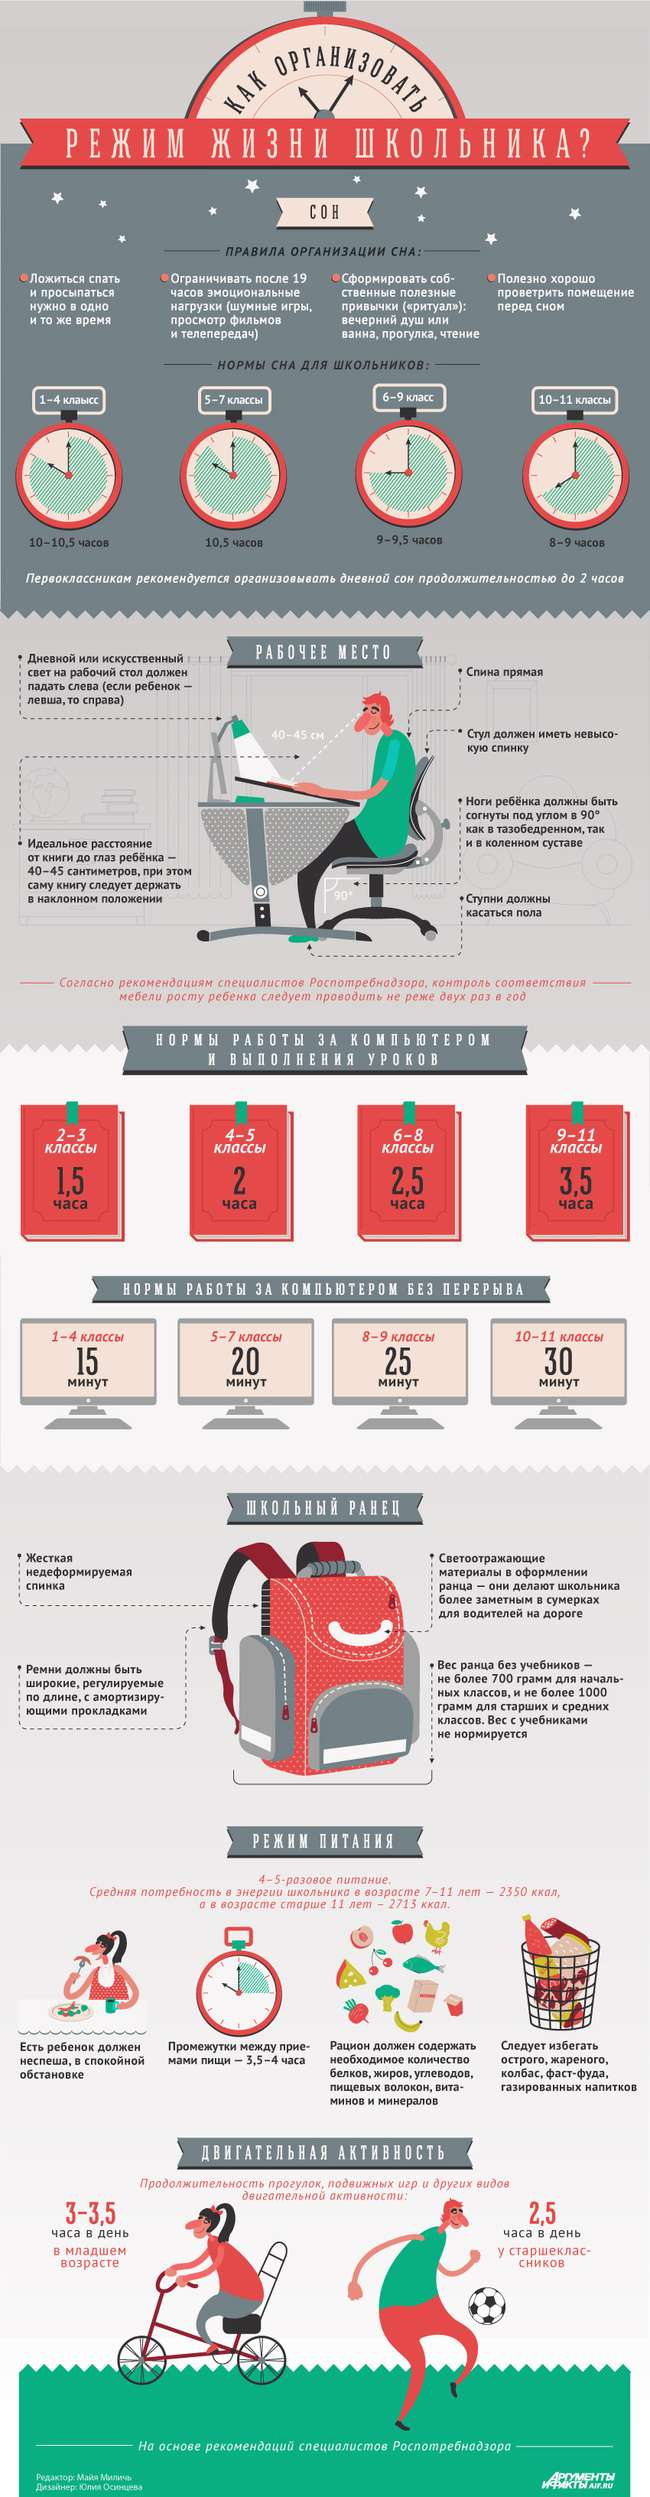 КАК ОРГАНИЗОВАТЬ
РЕЖИМ ЖИЗНИ ШКОЛЬНИКА?
СОН
ПРАВИЛА ОРГАНИЗАЦИИ СНА:
Ложиться спать
и просыпаться
нужно в одно
и то же время
Ограничивать после 19
часов эмоциональные
нагрузки (шумные игры,
просмотр фильмов
и телепередач)
Сформировать соб-
ственные полезные
привычки («ритуал»):
вечерний душ или
ванна, прогулка, чтение
Полезно хорошо
проветрить помещение
перед сном
НОРМЫ СНА ДЛЯ ШКОЛЬНИКОВ:
1–4 клаысс
10–10,5 часов
5–7 классы
10,5 часов
6–9 класс
9–9,5 часов
10–11 классы
8–9 часов
Первоклассникам рекомендуется организовывать дневной сон продолжительностью до 2 часов
РАБОЧЕЕ МЕСТО
Дневной или искусственный
свет на рабочий стол должен
падать слева (если ребенок —
левша, то справа)
40–45 см
Идеальное расстояние
от книги до глаз ребёнка —
40–45 сантиметров, при этом
саму книгу следует держать
в наклонном положении
Спина прямая
Стул должен иметь невысо-
кую спинку
Ноги ребёнка должны быть
согнуты под углом в 90°
как в тазобедренном, так
и в коленном суставе
90°
Ступни должны
касаться пола
Согласно рекомендациям специалистов Роспотребнадзора, контроль соответствия
мебели росту ребенка следует проводить не реже двух раз в год
НОРМЫ РАБОТЫ ЗА КОМПЬЮТЕРОМ
И ВЫПОЛНЕНИЯ УРОКОВ
2–3
классы
1,5
часа
4–5
классы
2
часа
6–8
классы
2,5
часа
9–11
классы
3,5
часа
НОРМЫ РАБОТЫ ЗА КОМПЬЮТЕРОМ БЕЗ ПЕРЕРЫВА
1–4 классы
15
минут
5–7 классы
20
минут
8–9 классы
25
минут
10–11 классы
30
минут
ШКОЛЬНЫЙ РАНЕЦ
Жесткая
недеформируемая
спинка
Ремни должны быть
широкие, регулируемые
по длине, с амортизиру-
ющими прокладками
Светоотражающие
материалы в оформлении
ранца — они делают школьника
более заметным в сумерках
для водителей на дороге
Вес ранца без учебников —
не более 700 грамм для началь-
ных классов, и не более 1000
грамм для старших и средних
классов. Вес с учебниками
не нормируется
РЕЖИМ ПИТАНИЯ
4–5-разовое питание.
Средняя потребность в энергии школьника в возрасте 7–11 лет — 2350 ккал,
а в возрасте старше 11 лет – 2713 ккал.
Есть ребенок должен
неспеша, в спокойной
обстановке
Промежутки между прие-
мами пищи — 3,5–4 часа
Рацион должен содержать
необходимое количество
белков, жиров, углеводов,
пищевых волокон, вита-
минов и минералов
Следует избегать
острого, жареного,
колбас, фаст-фуда,
газированных напитков
ДВИГАТЕЛЬНАЯ АКТИВНОСТЬ
Продолжительность прогулок, подвижных игр и других видов
двигательной активности:
3–3,5
часа в день
в младшем
возрасте
2,5
часа в день
у старшеклас-
сников
На основе рекомендаций специалистов Роспотребнадзора
Редактор: Майя Миличь
Дизайнер: Юлия Осинцева
АРГУМЕНТЫ
И ФАКТЫ AIF.RU